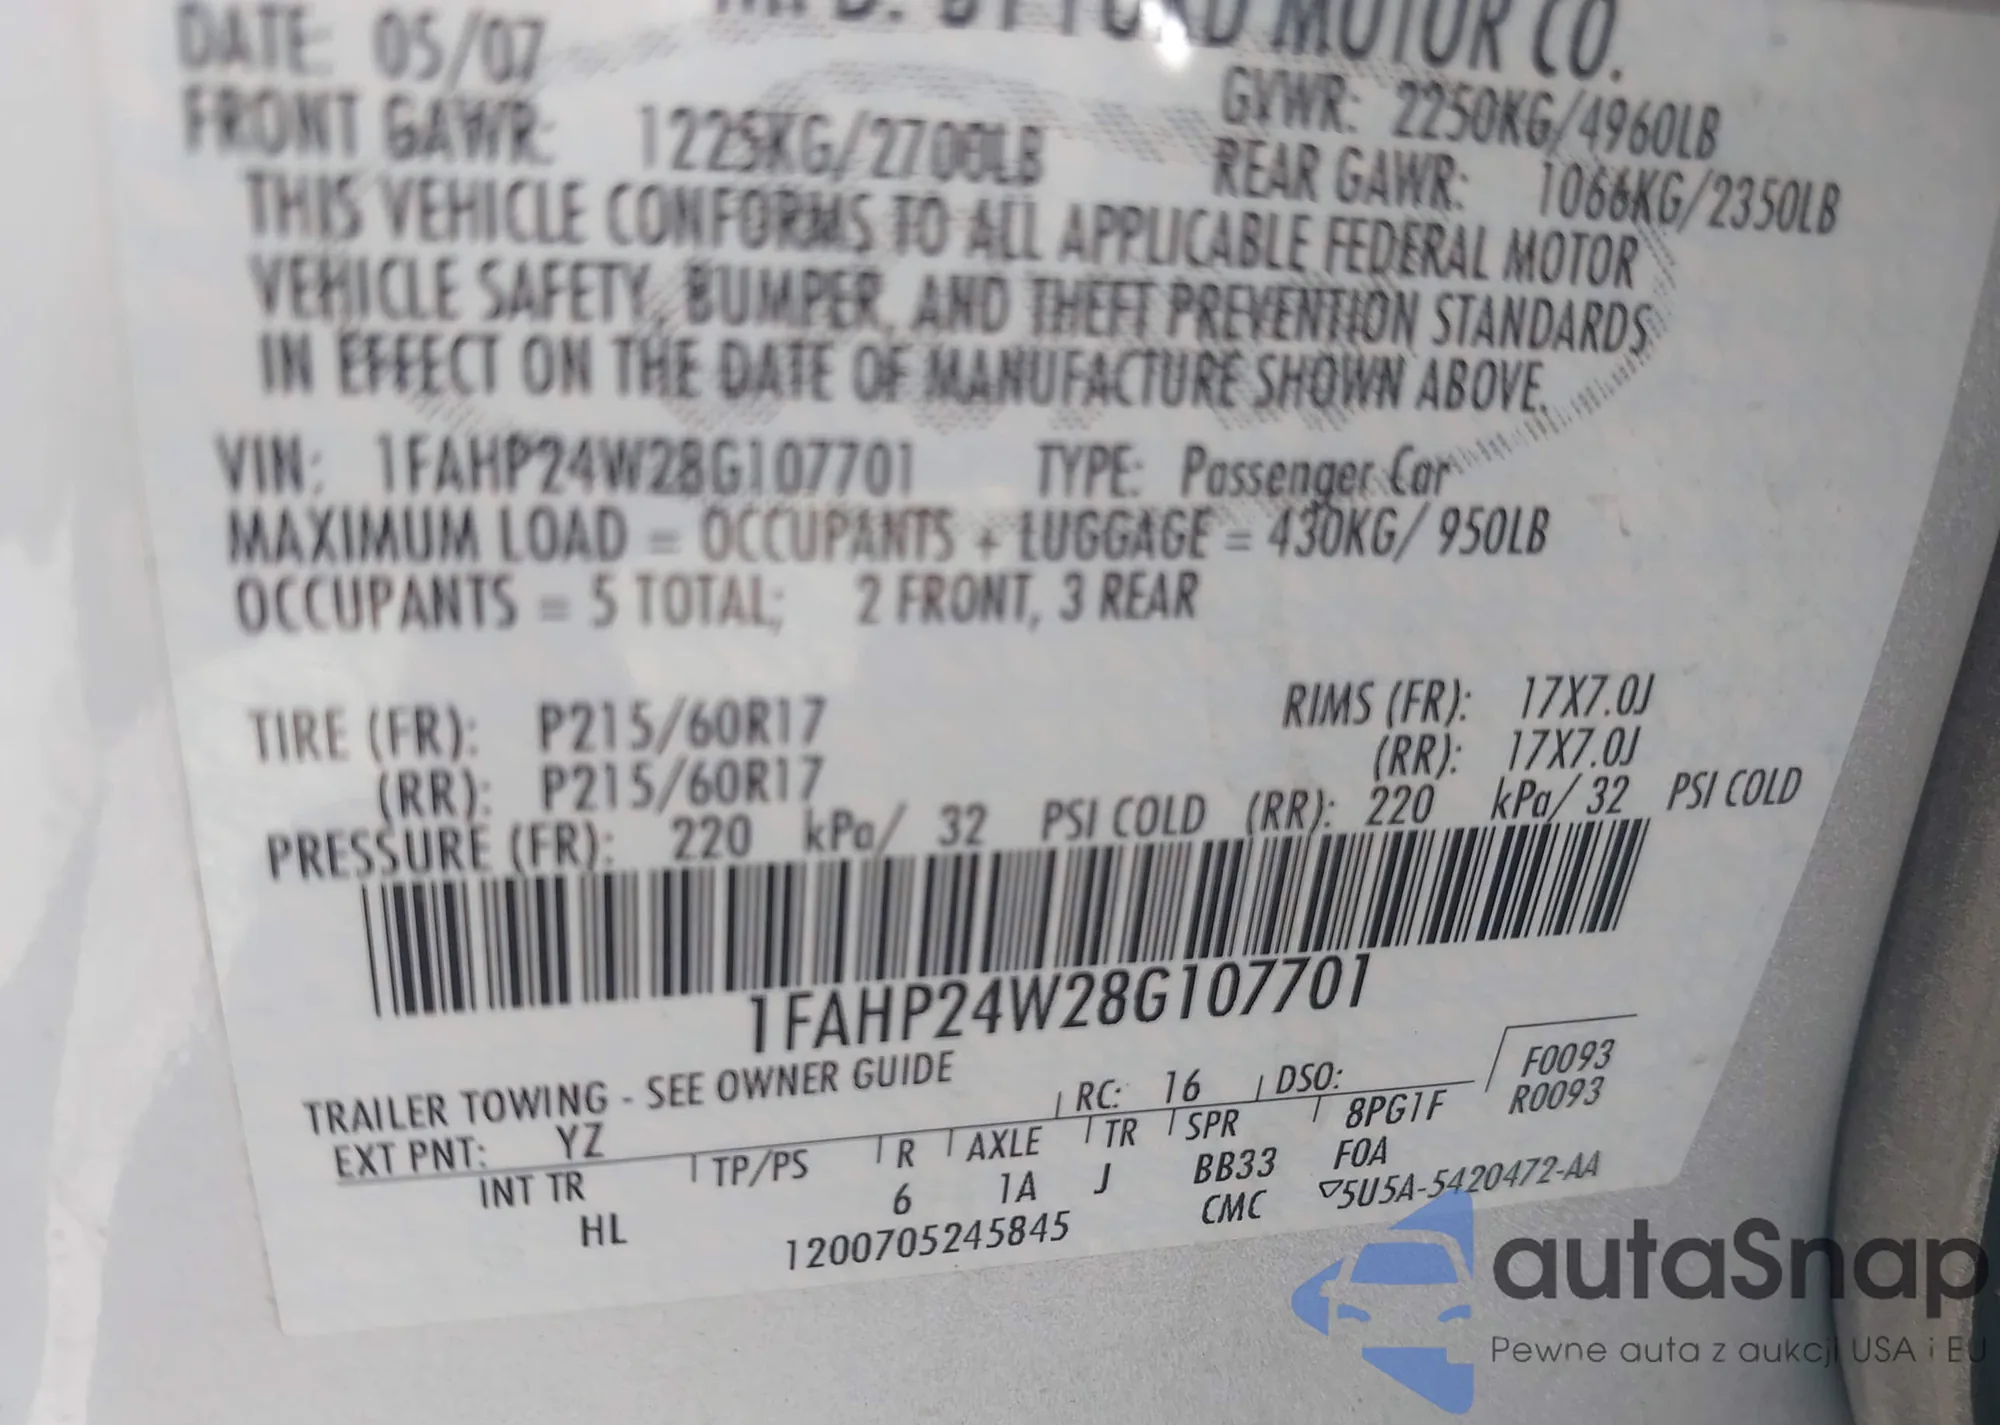 MFD. BY FORD MOTOR CO.
DATE: 05/07
GVWR: 2250KG/4960LB
FRONT GAWR: 1225KG/2700LB
REAR GAWR: 1066KG/2350LB
THIS VEHICLE CONFORMS TO ALL APPLICABLE FEDERAL MOTOR
VEHICLE SAFETY, BUMPER, AND THEFT PREVENTION STANDARDS
IN EFFECT ON THE DATE OF MANUFACTURE SHOWN ABOVE.
VIN: 1FAHP24W28G107701 TYPE: Passenger Car
MAXIMUM LOAD = OCCUPANTS + LUGGAGE = 430KG/ 950LB
OCCUPANTS = 5 TOTAL; 2 FRONT, 3 REAR
TIRE (FR): P215/60R17 RIMS (FR): 17X7.0J
(RR): P215/60R17 (RR): 17X7.0J
PRESSURE (FR): 220 kPa/ 32 PSI COLD (RR): 220 kPa/ 32 PSI COLD
1FAHP24W28G107701
TRAILER TOWING - SEE OWNER GUIDE
F0093
EXT PNT: YZ RC: 16 DSO: R0093
INT TR TP/PS R AXLE TR SPR 8PG1F
HL 6 1A J BB33 F0A
1200705245845 CMC ▽5U5A-5420472-AA
autaSnap
Pewne auta z aukcji USA i EU